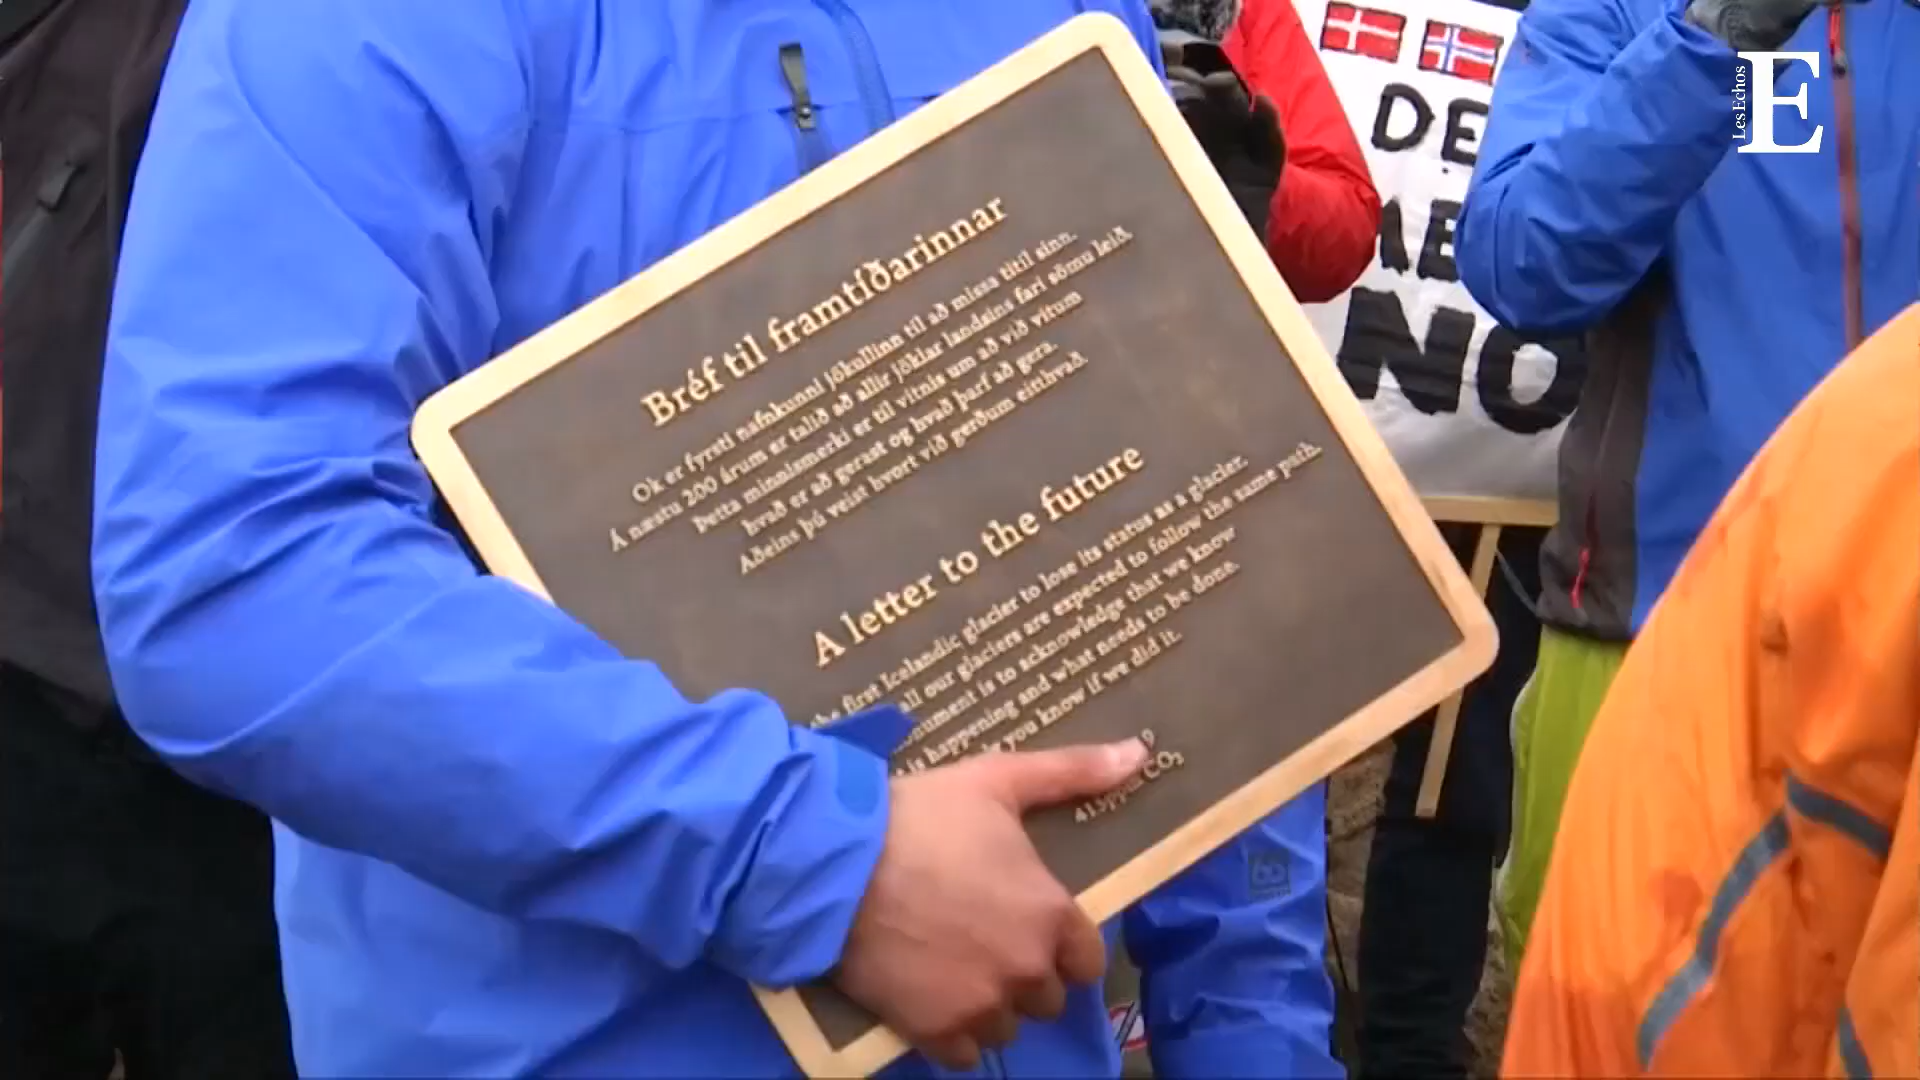 Bréf til framtíðarinnar
Ok er fyrsti nafnkunni jökullinn til að missa titil sinn.
Á næstu 200 árum er talið að allir jöklar landsins fari sömu leið.
Þetta minnismerki er til vitnis um að við vitum
hvað er að gerast og hvað þarf að gera.
Aðeins þú veist hvort við gerðum eitthvað.
A letter to the future
the first Icelandic glacier to lose its status as a glacier.
all our glaciers are expected to follow the same path.
is to acknowledge that we know
is happening and what needs to be done.
you know if we did it.
9
415ppm CO₂
DE
NO
Les Echos
E